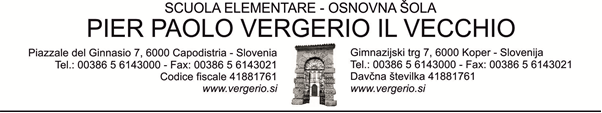 SCUOLA ELEMENTARE - OSNOVNA ŠOLA
PIER PAOLO VERGERIO IL VECCHIO
Piazzale del Ginnasio 7, 6000 Capodistria - Slovenia
Tel.: 00386 5 6143000 - Fax: 00386 5 6143021
Codice fiscale 41881761
www.vergerio.si
Gimnazijski trg 7, 6000 Koper - Slovenija
Tel.: 00386 5 6143000 - Fax: 00386 5 6143021
Davčna številka 41881761
www.vergerio.si